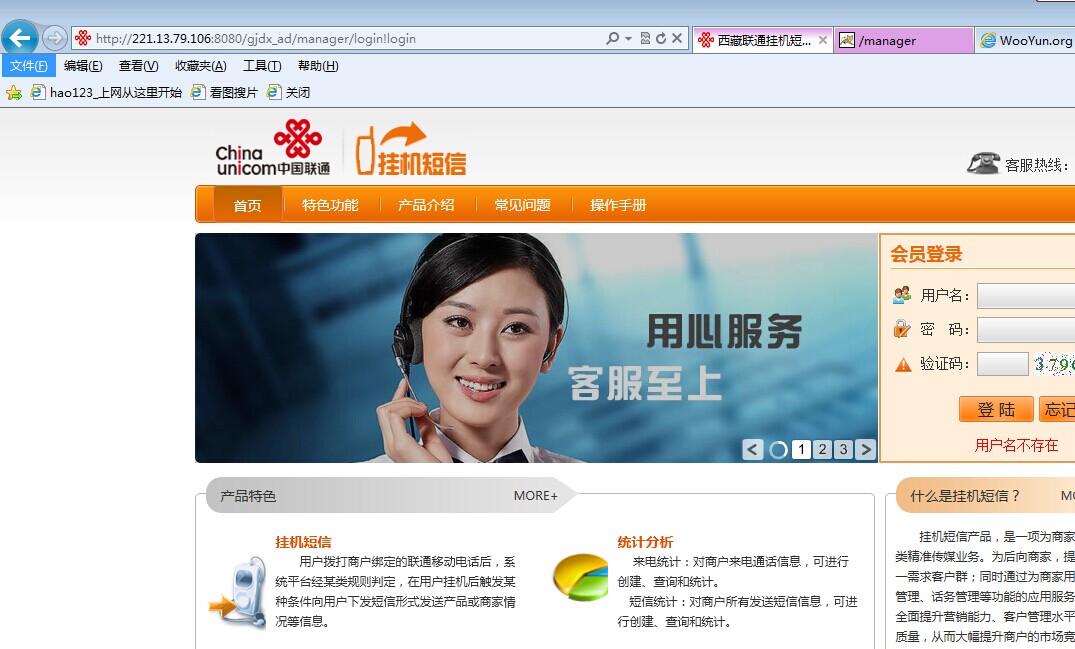 http://221.13.79.106:8080/gjdx_ad/manager/login!login
西藏联通挂机短...
/manager
WooYun.org
文件(F) 编辑(E) 查看(V) 收藏夹(A) 工具(T) 帮助(H)
hao123_上网从这里开始 看图搜片 关闭
China
unicom中国联通
挂机短信
客服热线：
首页 特色功能 产品介绍 常见问题 操作手册
用心服务
客服至上
1 2 3
会员登录
用户名：
密 码：
验证码：
登 陆 忘记
用户名不存在
产品特色 MORE+
挂机短信
用户拨打商户绑定的联通移动电话后，系
统平台经某类规则判定，在用户挂机后触发某
种条件向用户下发短信形式发送产品或商家情
况等信息。
统计分析
来电统计：对商户来电通话信息，可进行
创建、查询和统计。
短信统计：对商户所有发送短信信息，可进
行创建、查询和统计。
什么是挂机短信？
挂机短信产品，是一项为商家
类精准传媒业务。为后向商家，提
一需求客户群；同时通过为商家用
管理、话务管理等功能的应用服务
全面提升营销能力、客户管理水平
质量，从而大幅提升商户的市场竞